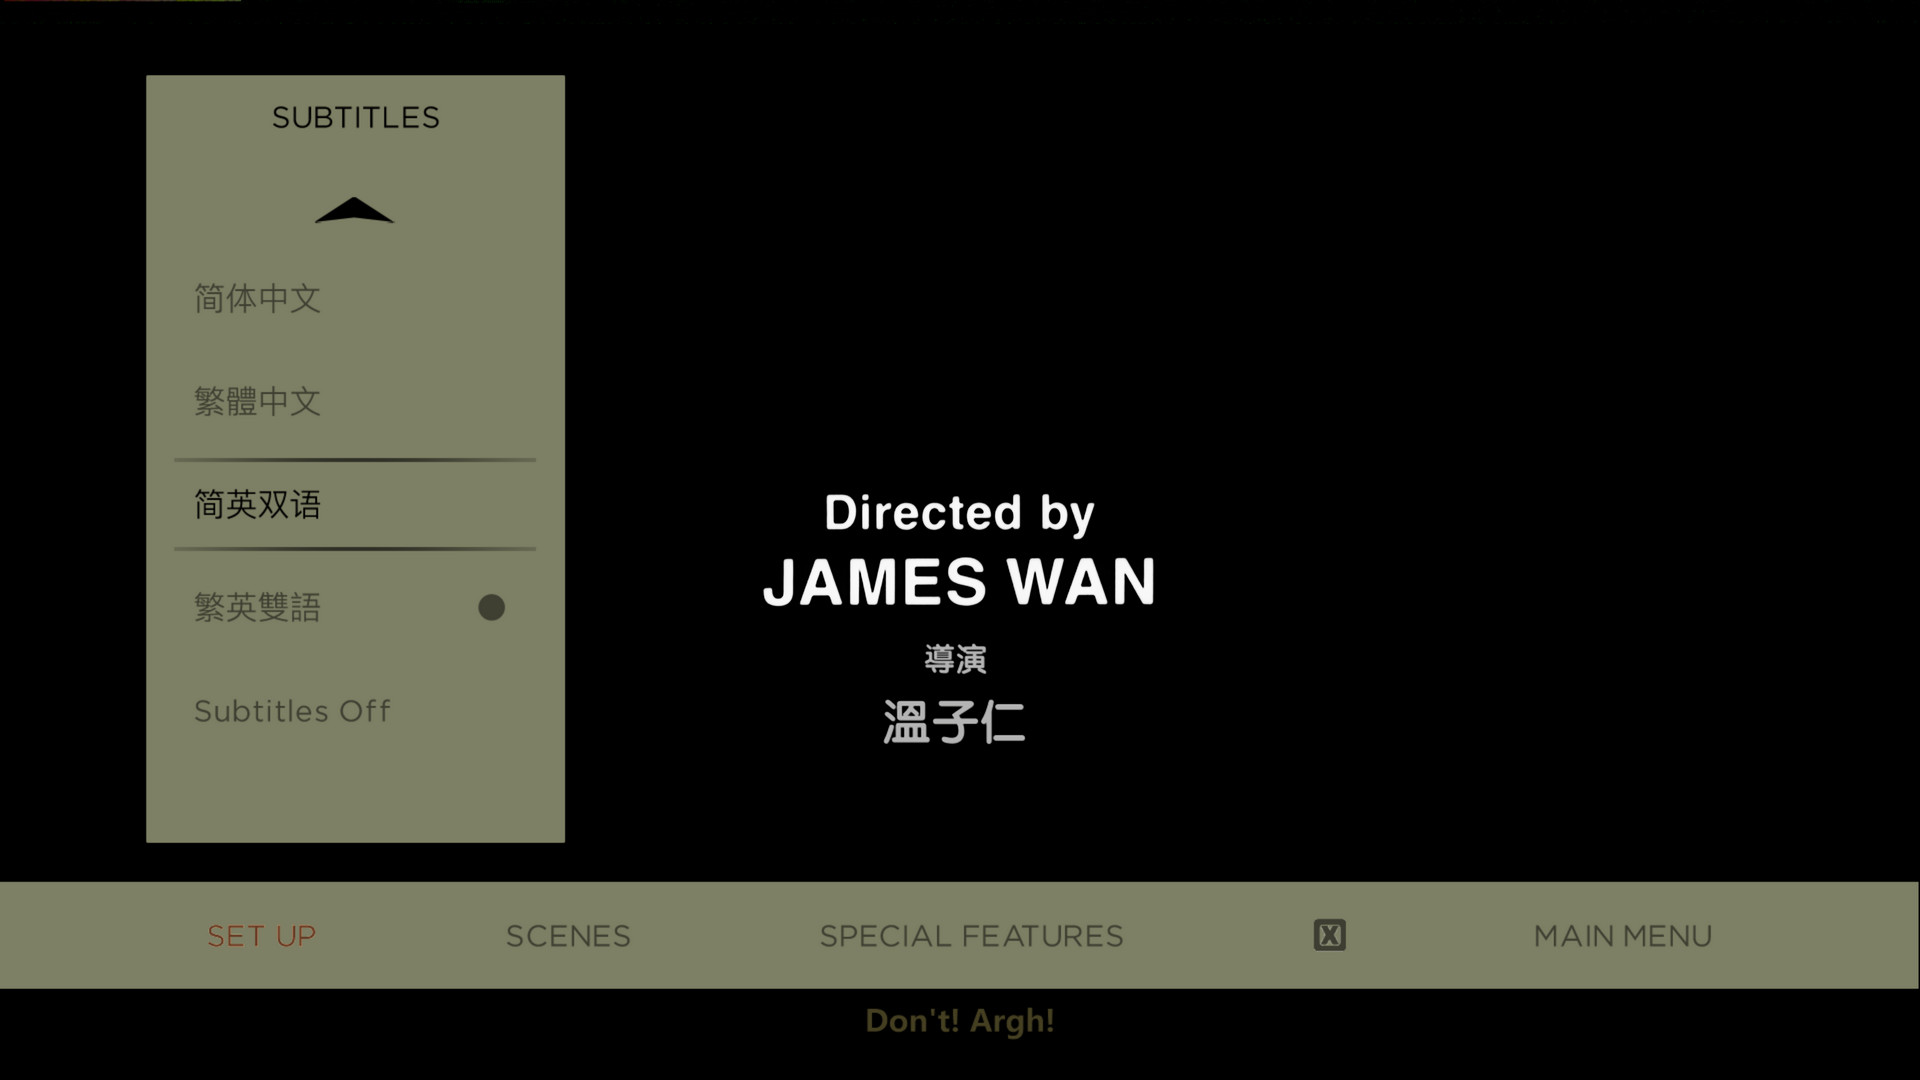 SUBTITLES
简体中文
繁體中文
简英双语
繁英雙語
Subtitles Off
Directed by
JAMES WAN
導演
溫子仁
SET UP
SCENES
SPECIAL FEATURES
X
MAIN MENU
Don't! Argh!